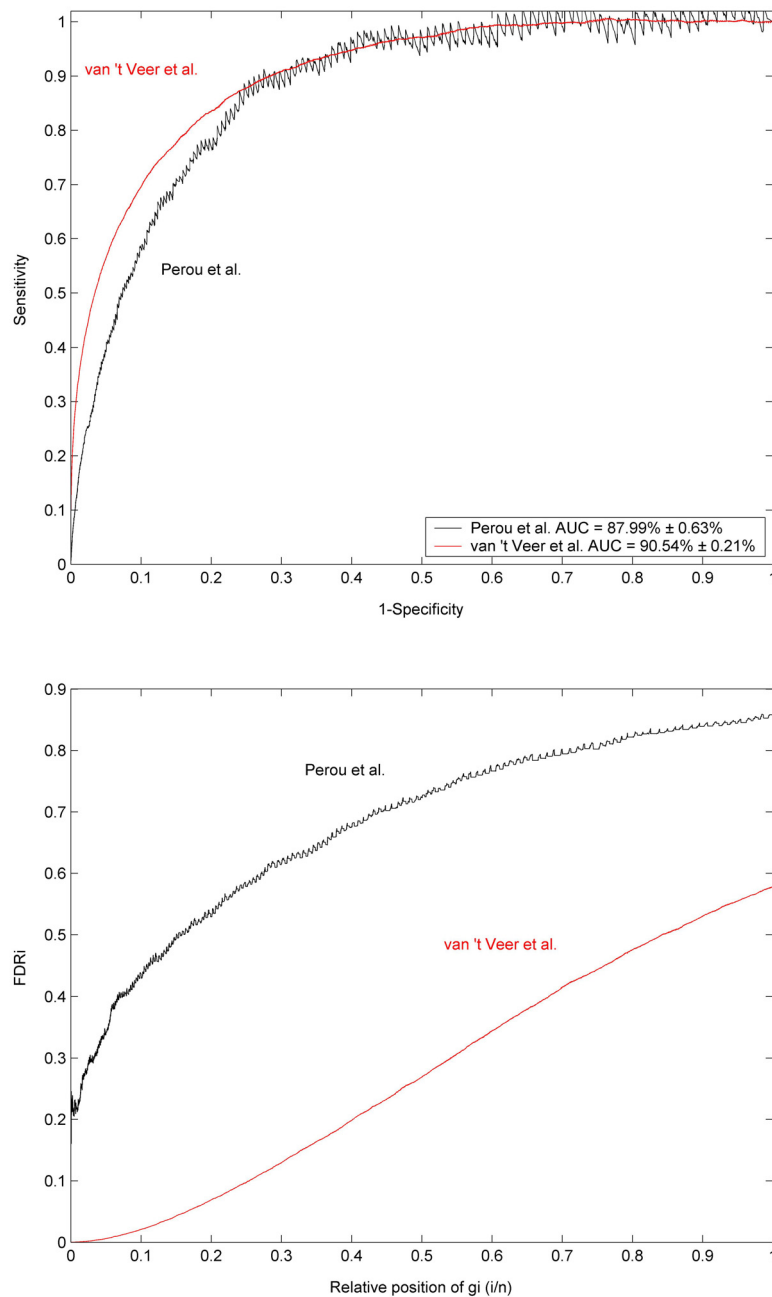 1
0.9
0.8
0.7
0.6
0.5
0.4
0.3
0.2
0.1
0
Sensitivity
van 't Veer et al.
Perou et al.
Perou et al. AUC = 87.99% ± 0.63%
van 't Veer et al. AUC = 90.54% ± 0.21%
0 0.1 0.2 0.3 0.4 0.5 0.6 0.7 0.8 0.9 1
1-Specificity
0.9
0.8
0.7
0.6
0.5
0.4
0.3
0.2
0.1
0
FDRi
Perou et al.
van 't Veer et al.
0 0.1 0.2 0.3 0.4 0.5 0.6 0.7 0.8 0.9 1
Relative position of gi (i/n)